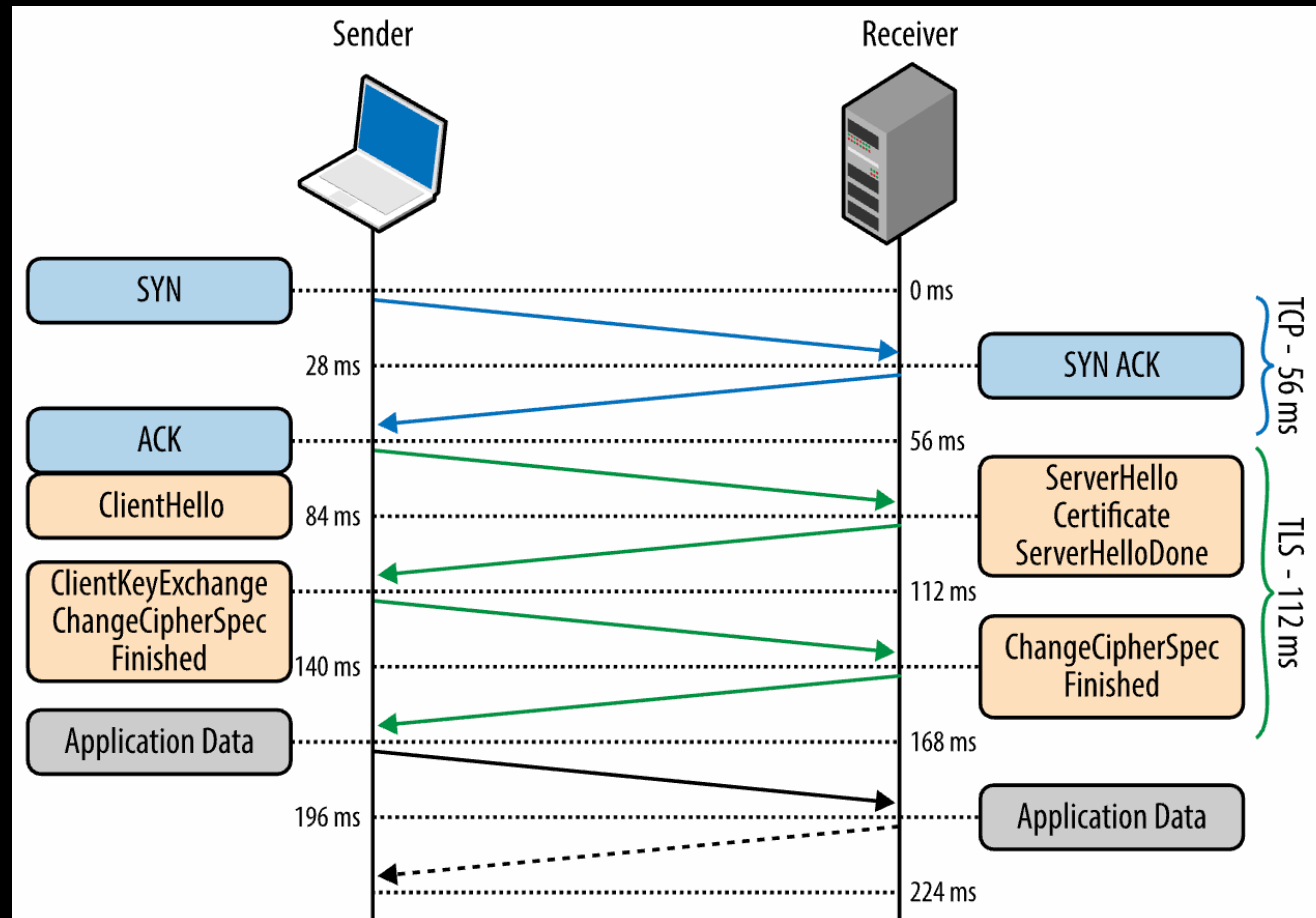 Sender
Receiver
SYN
0 ms
28 ms
SYN ACK
TCP - 56 ms
ACK
56 ms
ClientHello
84 ms
ServerHello
Certificate
ServerHelloDone
TLS - 112 ms
ClientKeyExchange
ChangeCipherSpec
Finished
112 ms
140 ms
ChangeCipherSpec
Finished
Application Data
168 ms
196 ms
Application Data
224 ms